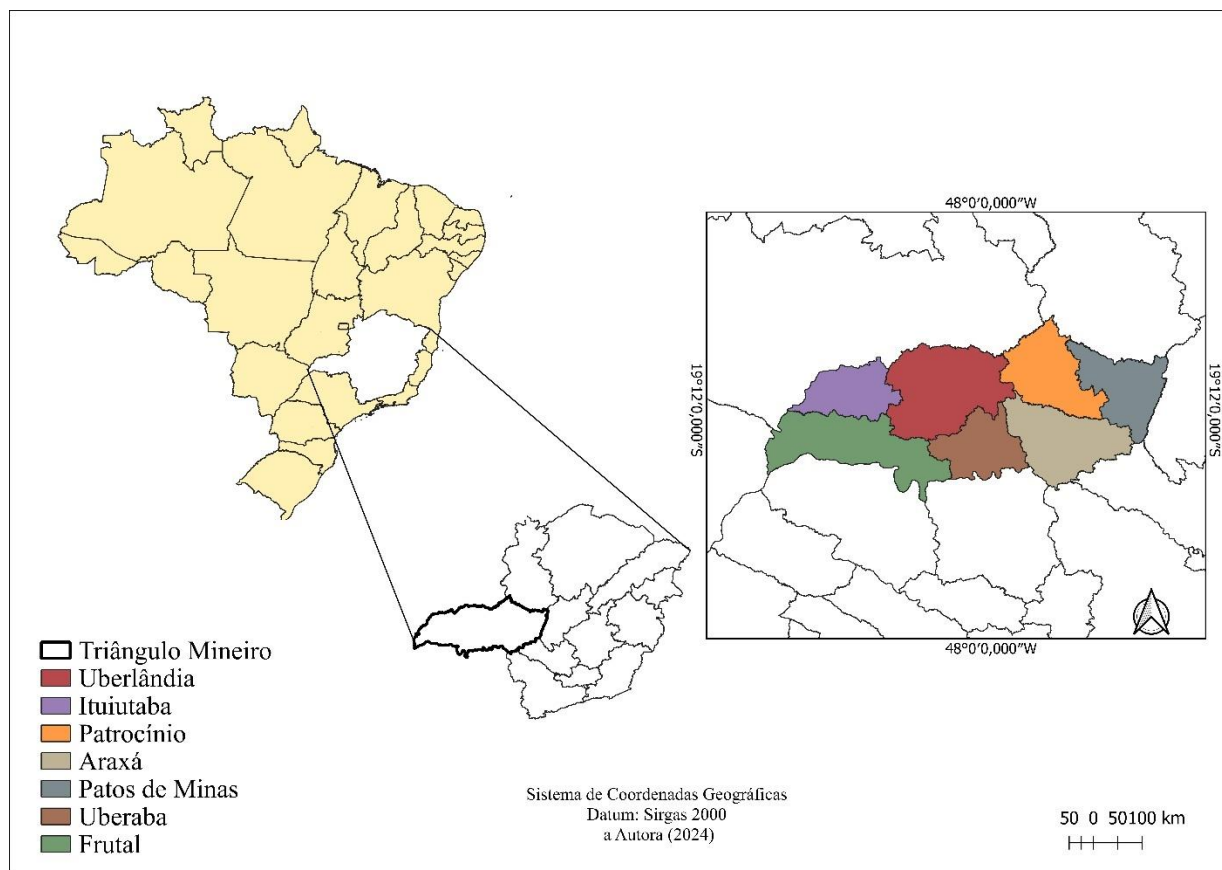 48°0'0,000"W
19°12'0,000"S
19°12'0,000"S
48°0'0,000"W
Triângulo Mineiro
Uberlândia
Ituiutaba
Patrocínio
Araxá
Patos de Minas
Uberaba
Frutal
Sistema de Coordenadas Geográficas
Datum: Sirgas 2000
a Autora (2024)
50 0 50100 km